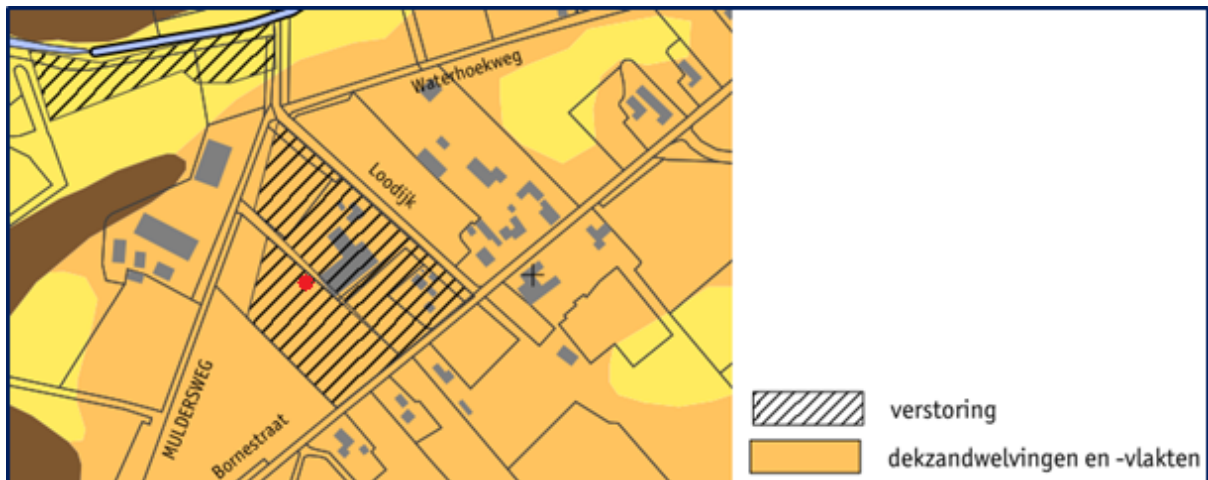 Waterhoekweg
Loodijk
MULDERSWEG
Bornestraat
verstoring
dekzandwelvingen en -vlakten